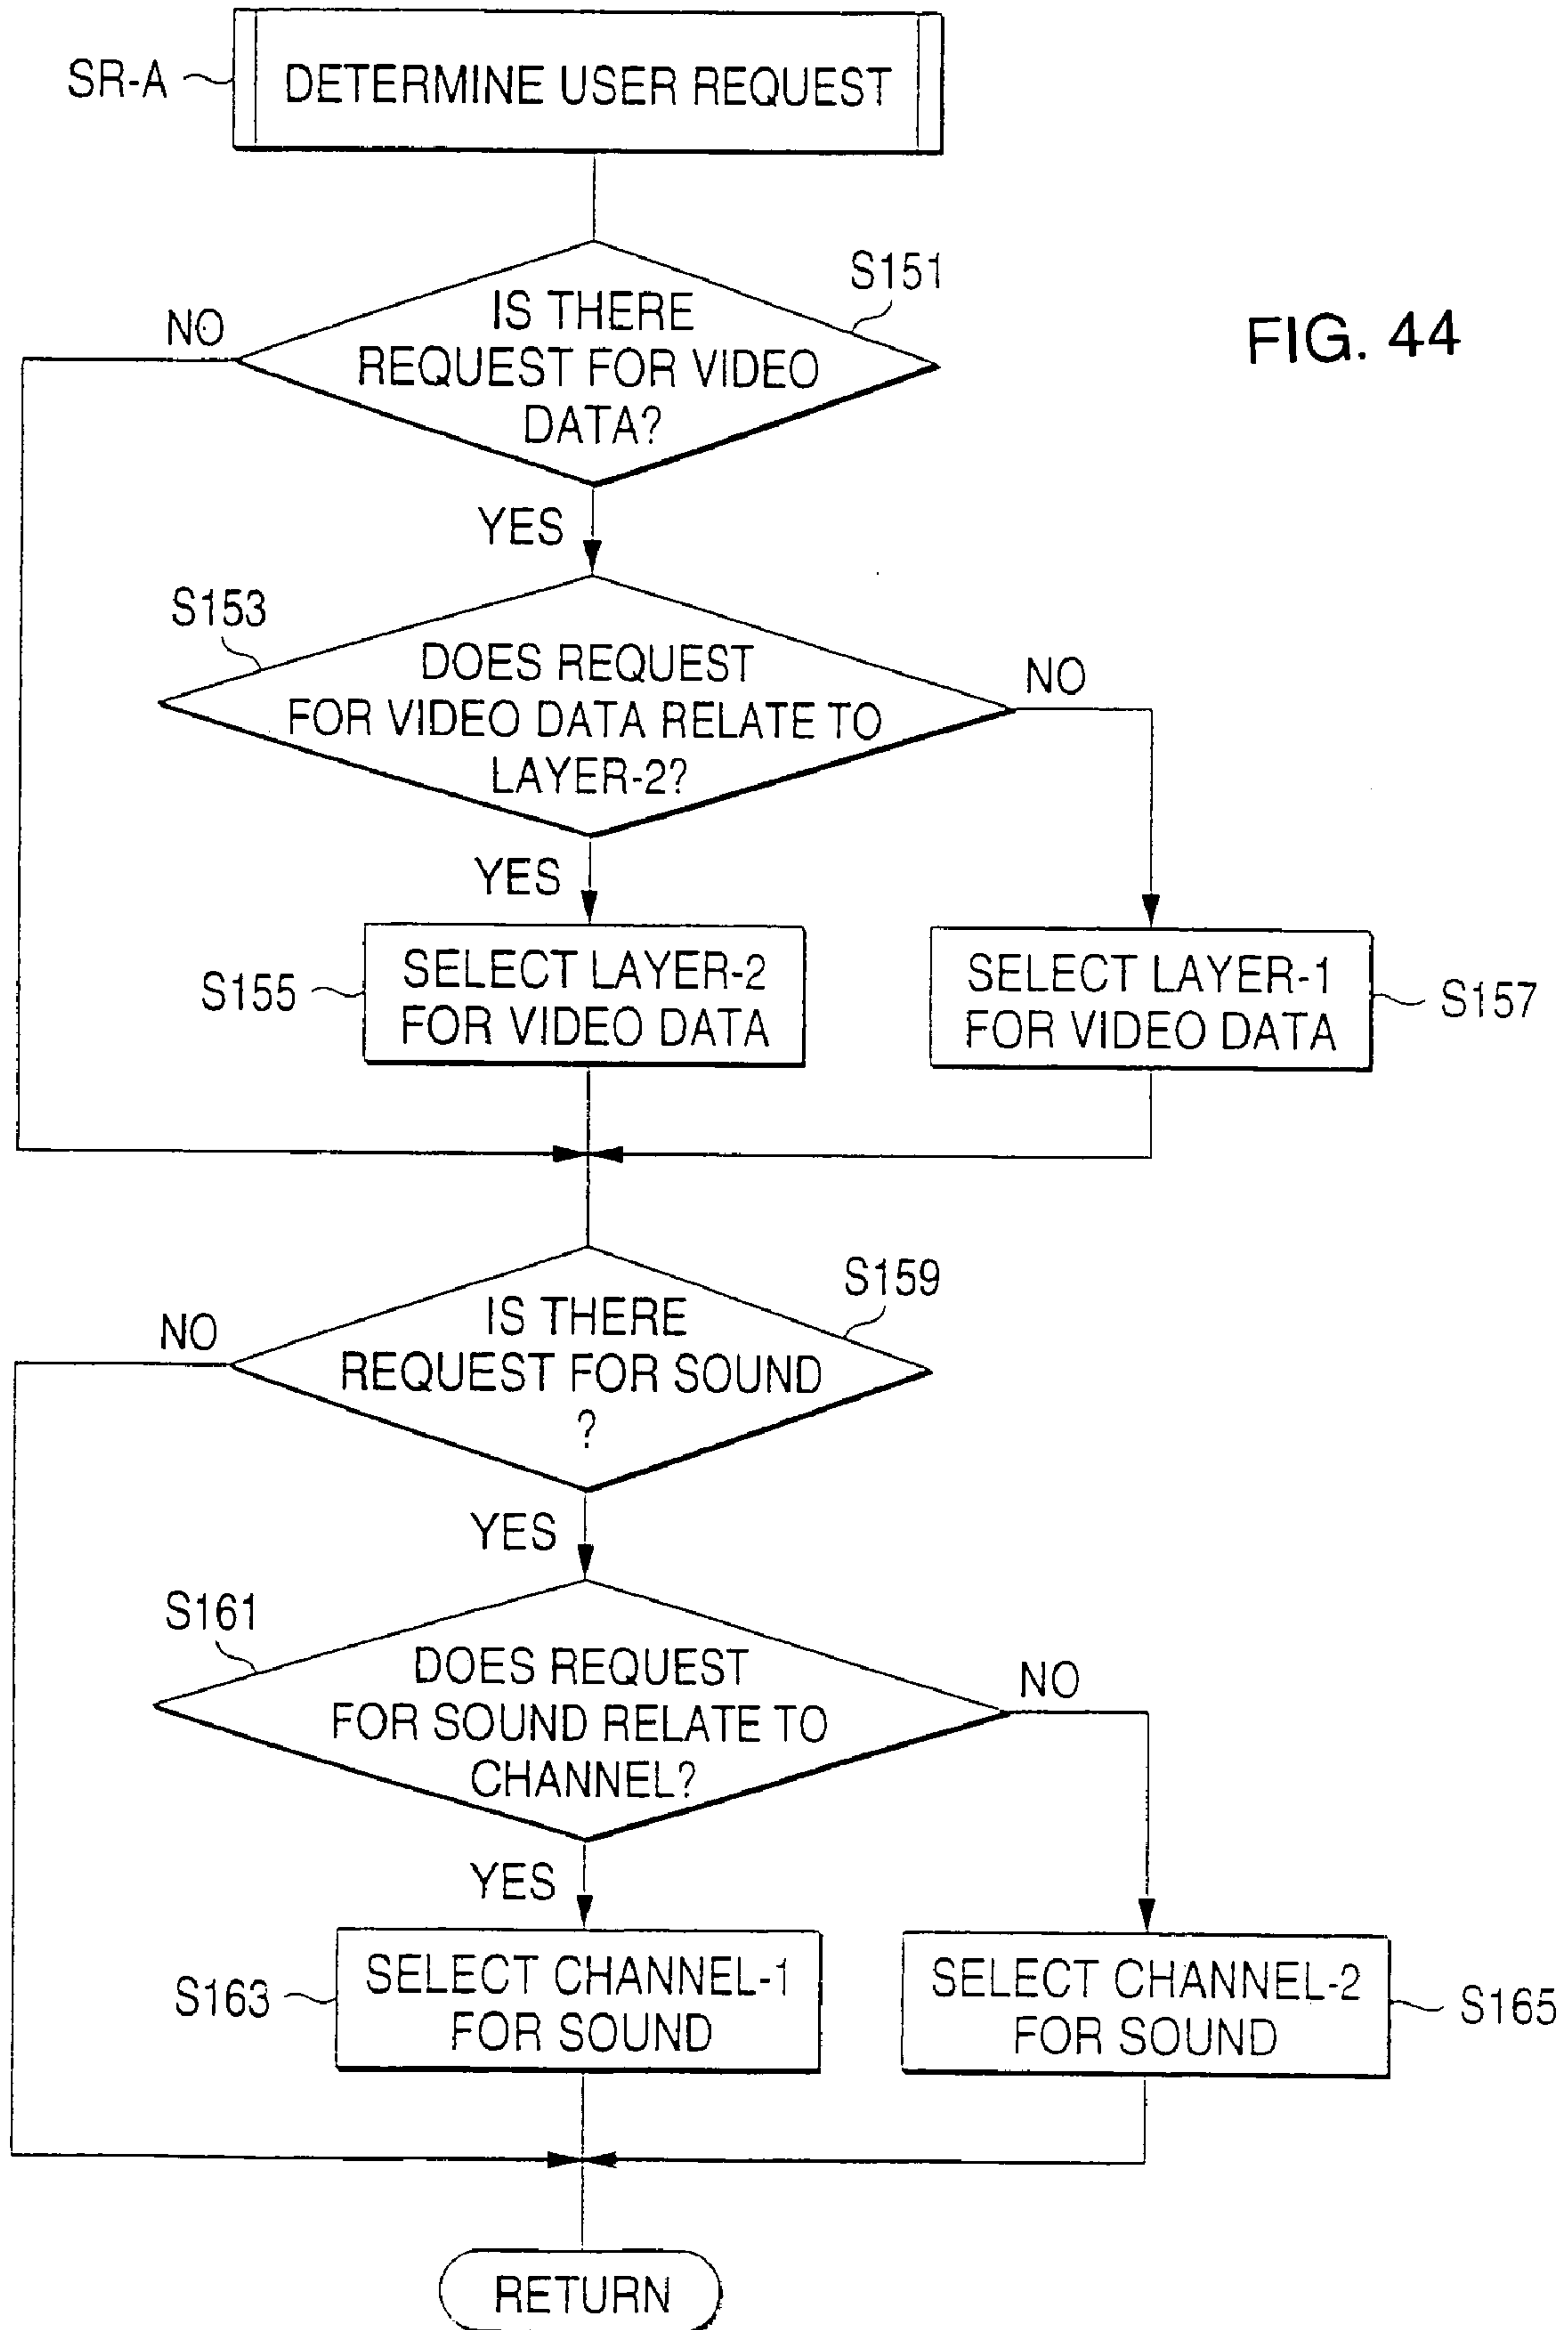 SR-A
DETERMINE USER REQUEST
S151
NO
IS THERE
REQUEST FOR VIDEO
DATA?
FIG. 44
YES
S153
DOES REQUEST
FOR VIDEO DATA RELATE TO
LAYER-2?
NO
YES
S155
SELECT LAYER-2
FOR VIDEO DATA
SELECT LAYER-1
FOR VIDEO DATA
S157
S159
NO
IS THERE
REQUEST FOR SOUND
?
YES
S161
DOES REQUEST
FOR SOUND RELATE TO
CHANNEL?
NO
YES
S163
SELECT CHANNEL-1
FOR SOUND
SELECT CHANNEL-2
FOR SOUND
S165
RETURN